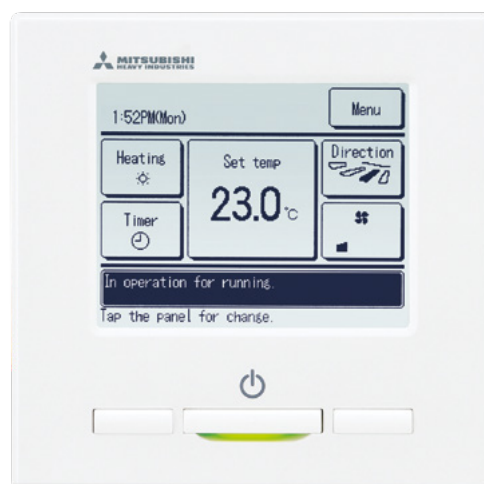 MITSUBISHI
HEAVY INDUSTRIES
1:52PM(Mon)
Menu
Heating
Set temp
Direction
23.0 °C
Timer
In operation for running.
Tap the panel for change.